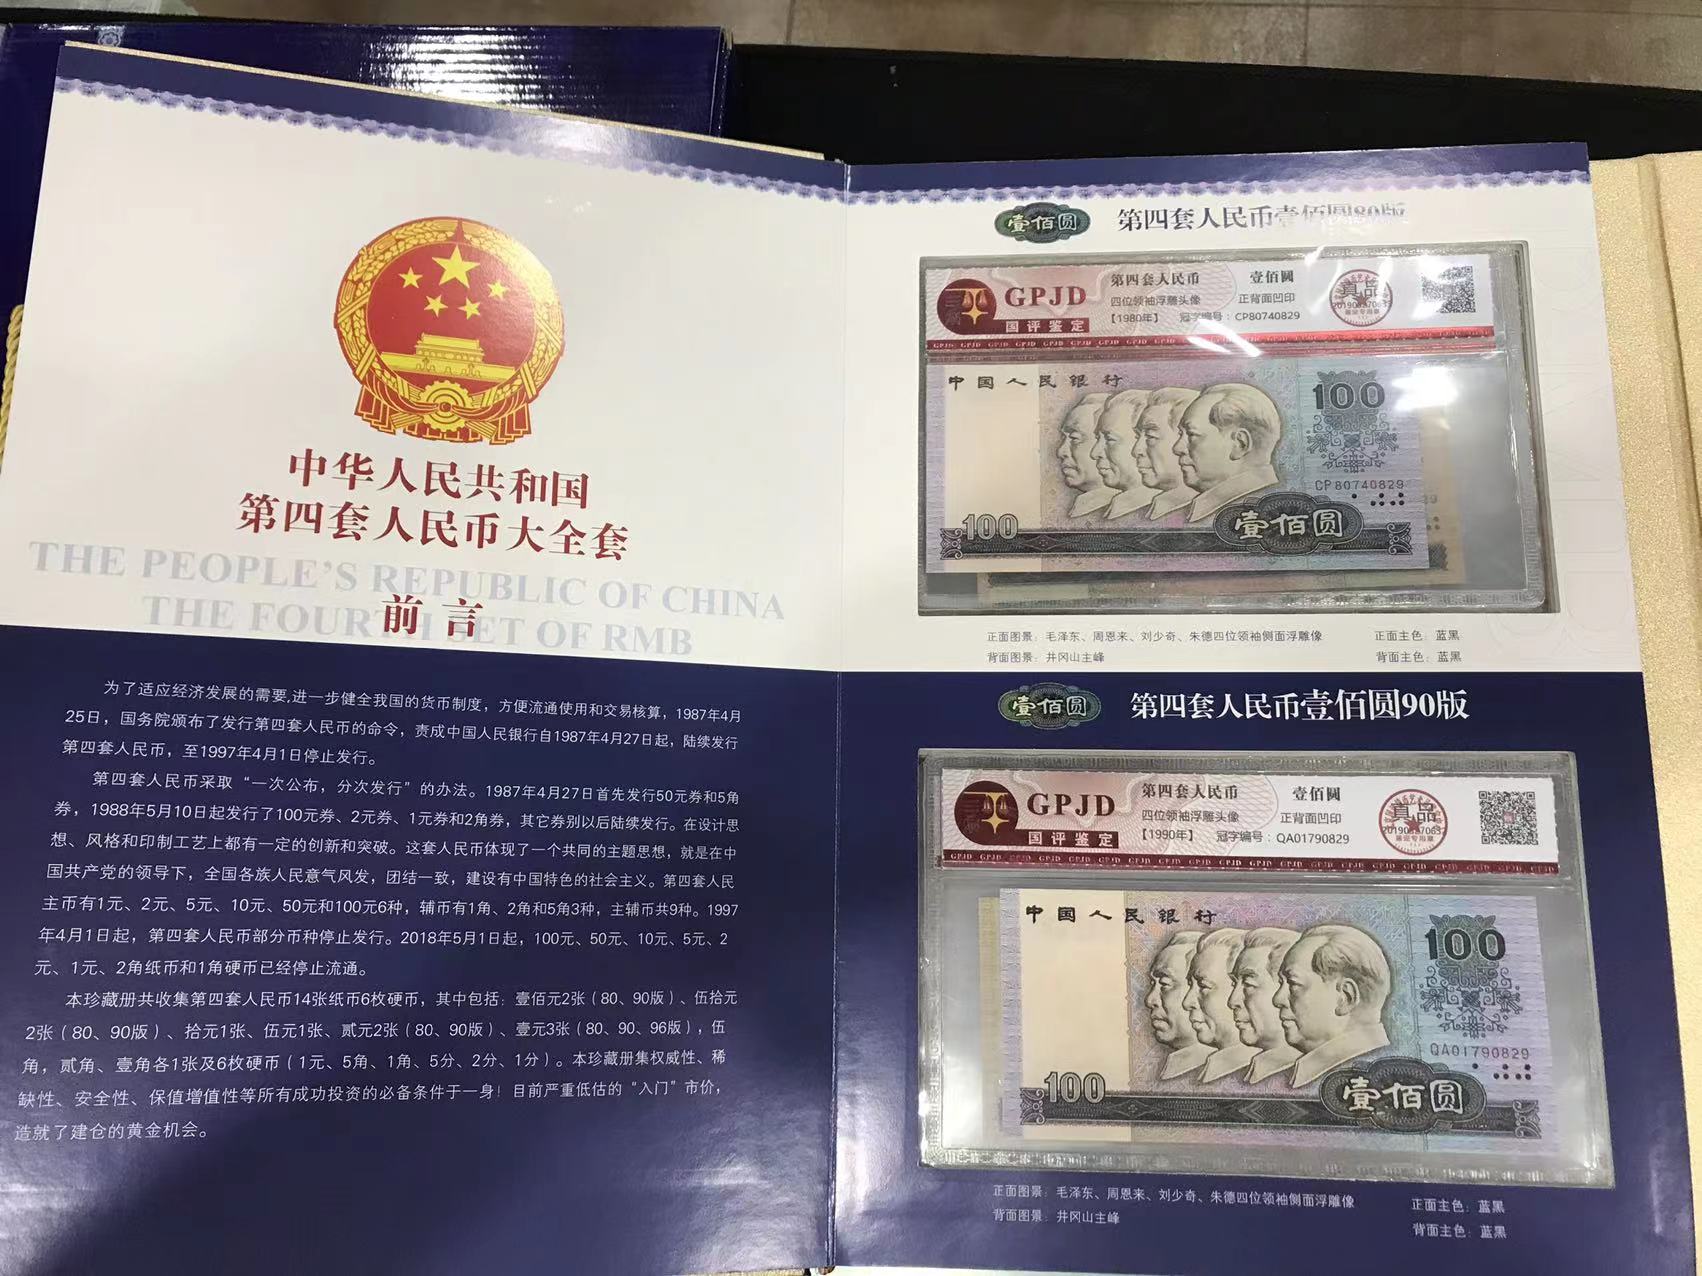 中华人民共和国
第四套人民币大全套
THE PEOPLE'S REPUBLIC OF CHINA
THE FOURTH SET OF RMB
前言
为了适应经济发展的需要,进一步健全我国的货币制度，方便流通使用和交易核算，1987年4月
25日，国务院颁布了发行第四套人民币的命令，责成中国人民银行自1987年4月27日起，陆续发行
第四套人民币，至1997年4月1日停止发行。
第四套人民币采取“一次公布，分次发行”的办法。1987年4月27日首先发行50元券和5角
券，1988年5月10日起发行了100元券、2元券、1元券和2角券，其它券别以后陆续发行。在设计思
想、风格和印制工艺上都有一定的创新和突破。这套人民币体现了一个共同的主题思想，就是在中
国共产党的领导下，全国各族人民意气风发，团结一致，建设有中国特色的社会主义。第四套人民
主币有1元、2元、5元、10元、50元和100元6种，辅币有1角、2角和5角3种，主辅币共9种。1997
年4月1日起，第四套人民币部分币种停止发行。2018年5月1日起，100元、50元、10元、5元、2
元、1元、2角纸币和1角硬币已经停止流通。
本珍藏册共收集第四套人民币14张纸币6枚硬币，其中包括：壹佰元2张（80、90版）、伍拾元
2张（80、90版）、拾元1张、伍元1张、贰元2张（80、90版）、壹元3张（80、90、96版），伍
角，贰角、壹角各1张及6枚硬币（1元、5角、1角、5分、2分、1分）。本珍藏册集权威性、稀
缺性、安全性、保值增值性等所有成功投资的必备条件于一身！目前严重低估的“入门”市价，
造就了建仓的黄金机会。
壹佰圆 第四套人民币壹佰圆80版
GPJD
国评鉴定
第四套人民币 壹佰圆
四位领袖浮雕头像 正背面凹印
【1980年】 冠字编号：CP80740829
真品
中国人民银行
100
CP80740829
100
壹佰圆
正面图景：毛泽东、周恩来、刘少奇、朱德四位领袖侧面浮雕像 正面主色：蓝黑
背面图景：井冈山主峰 背面主色：蓝黑
壹佰圆 第四套人民币壹佰圆90版
GPJD
国评鉴定
第四套人民币 壹佰圆
四位领袖浮雕头像 正背面凹印
【1990年】 冠字编号：QA01790829
真品
中国人民银行
100
QA01790829
100
壹佰圆
正面图景：毛泽东、周恩来、刘少奇、朱德四位领袖侧面浮雕像 正面主色：蓝黑
背面图景：井冈山主峰 背面主色：蓝黑